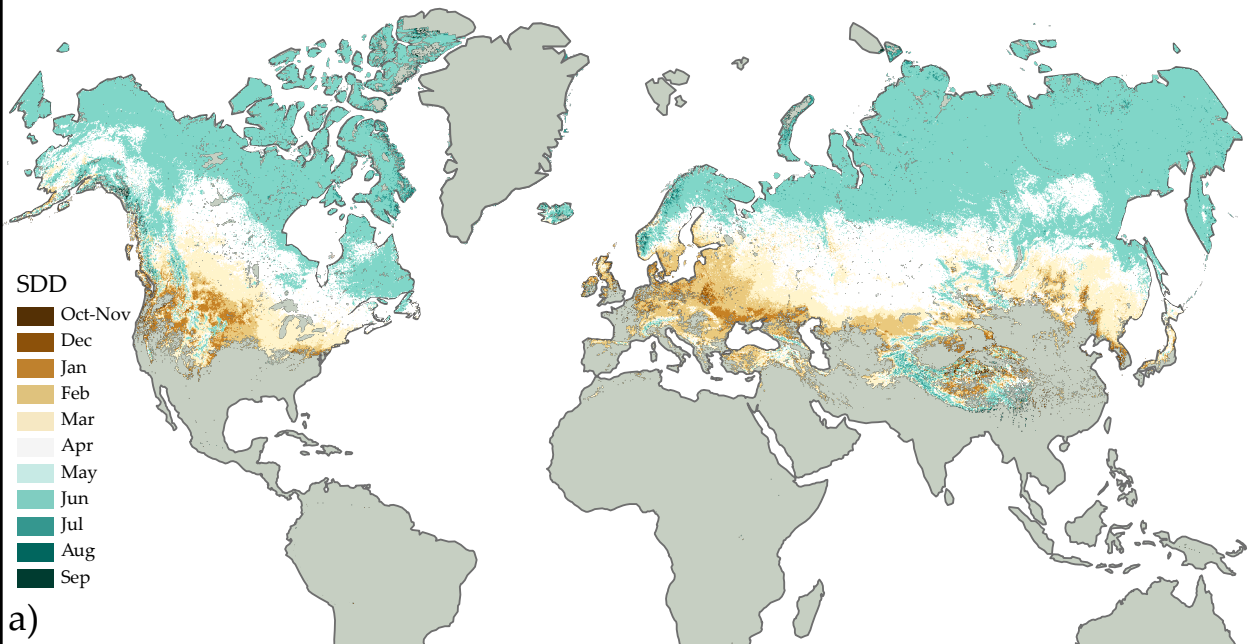 SDD
Oct-Nov
Dec
Jan
Feb
Mar
Apr
May
Jun
Jul
Aug
Sep
a)